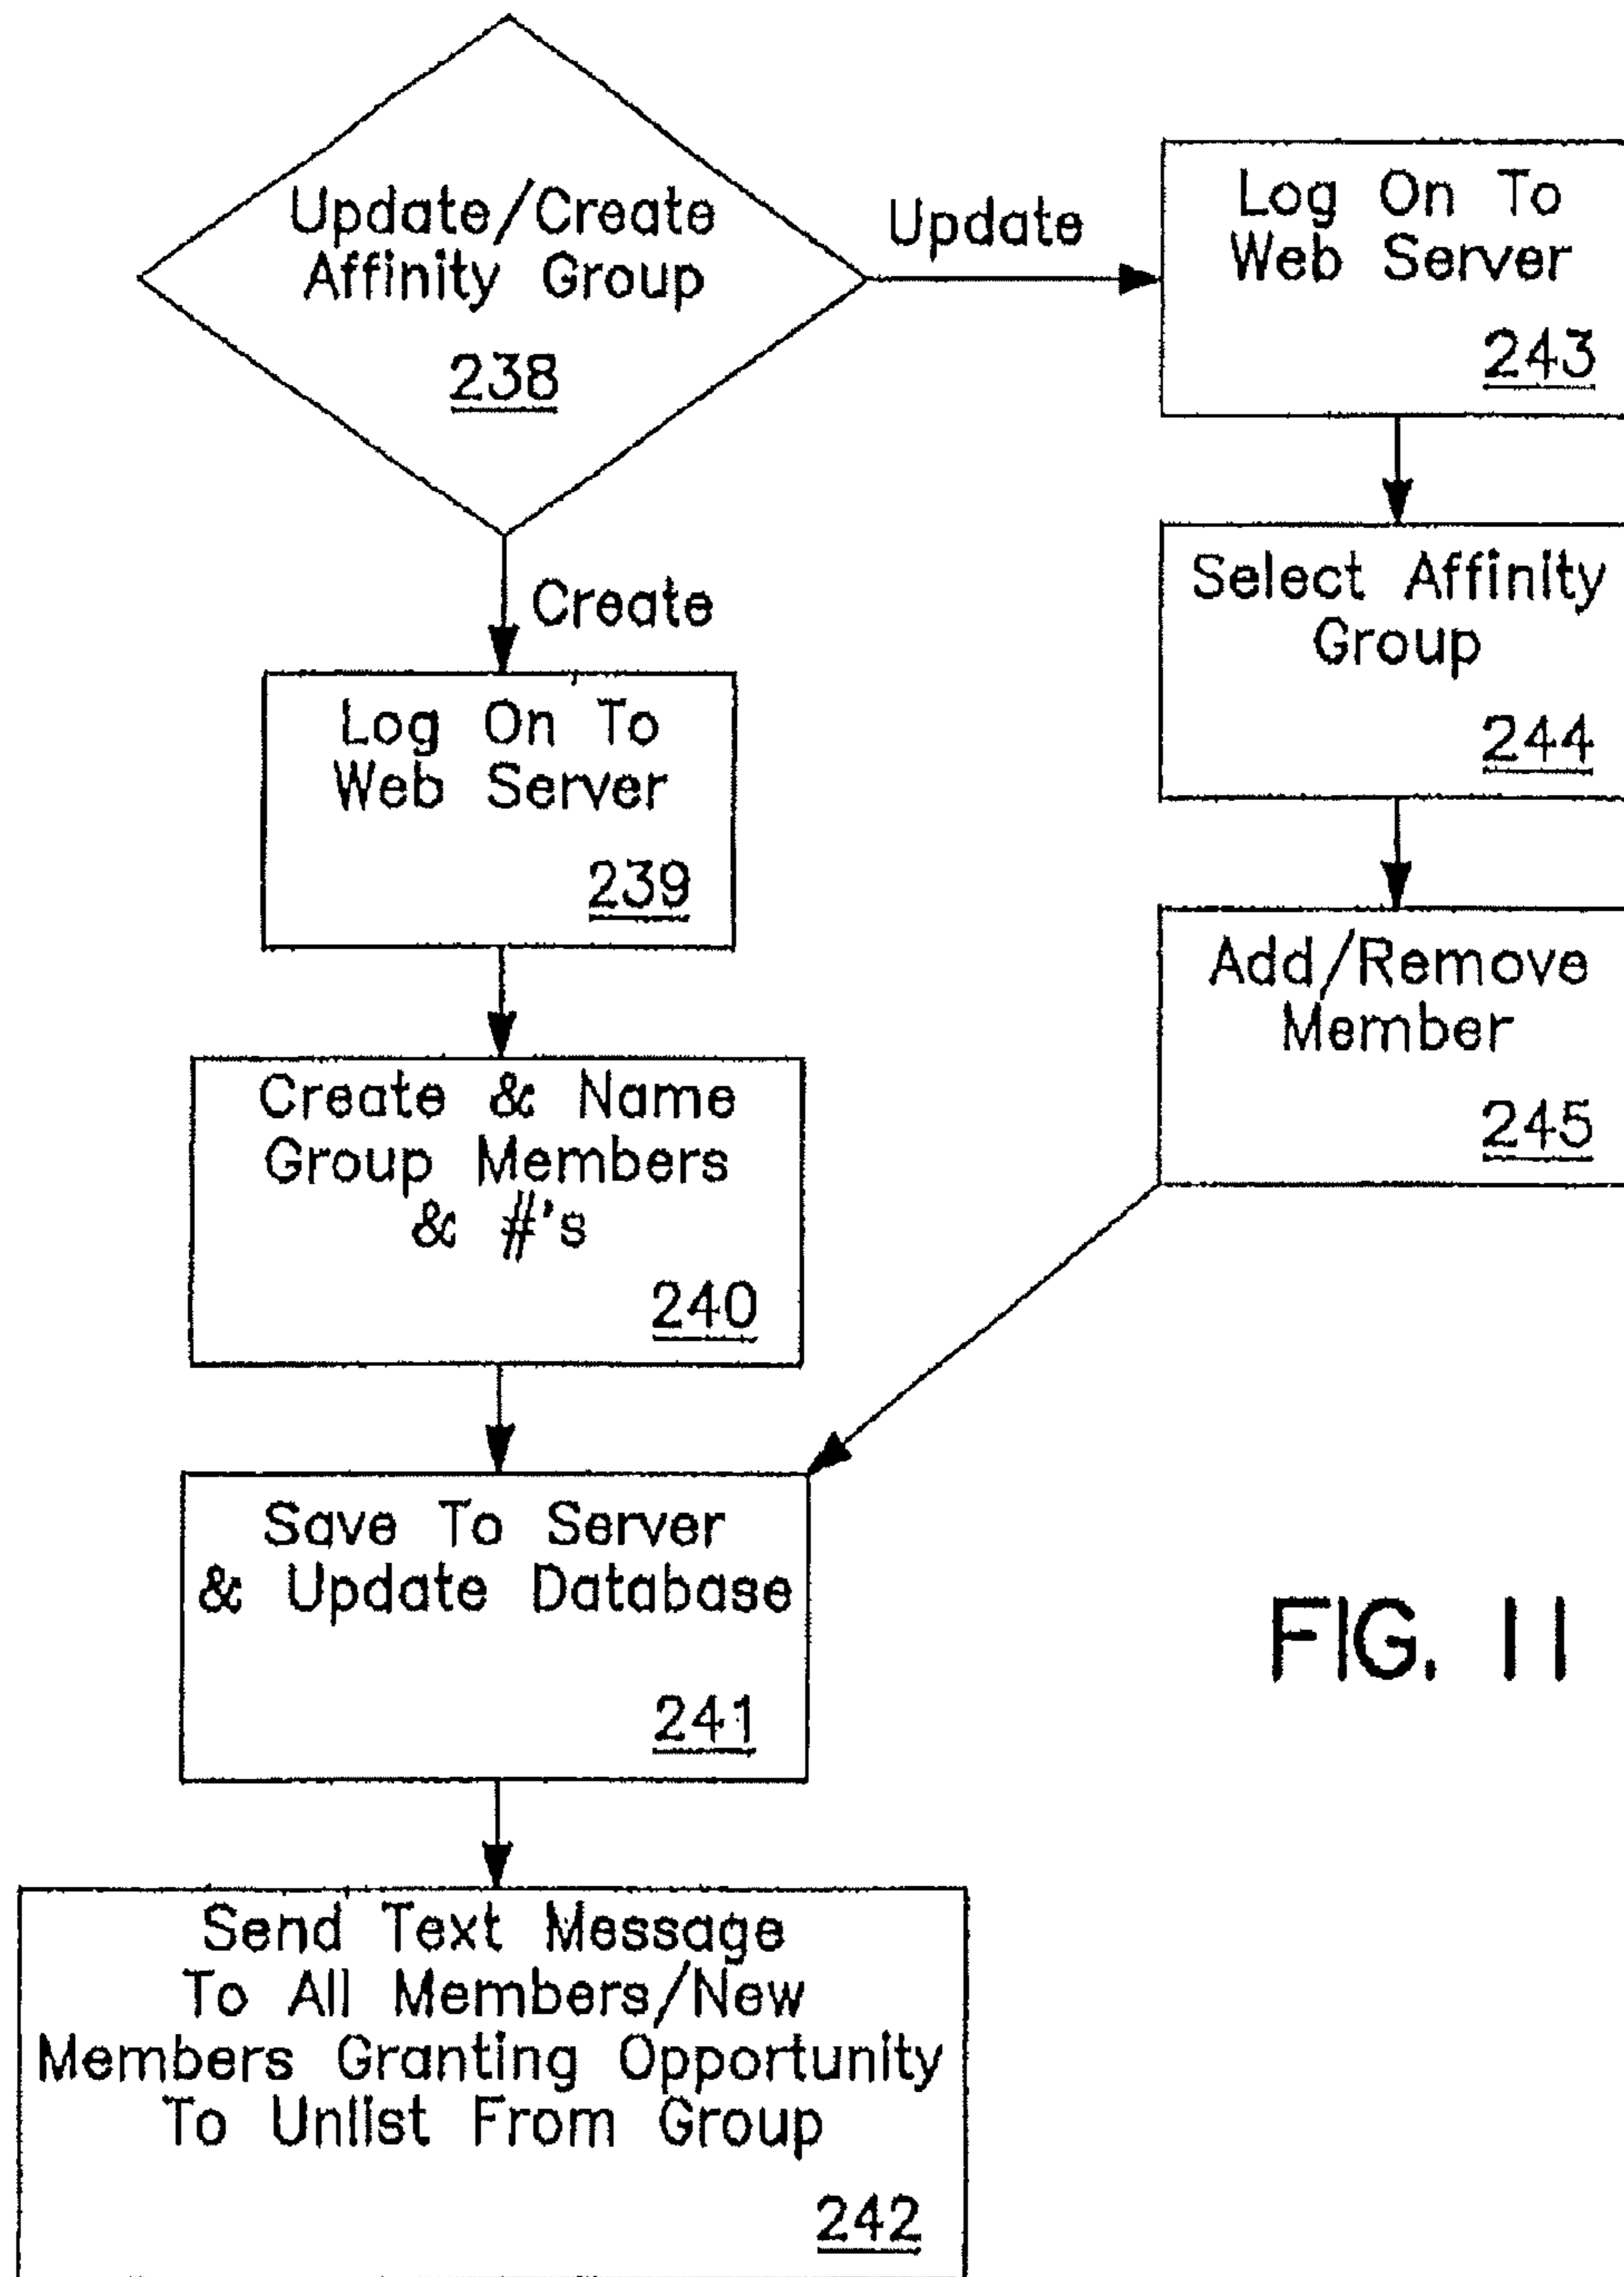 Update/Create
Affinity Group
238
Update
Log On To
Web Server
243
Create
Select Affinity
Group
244
Log On To
Web Server
239
Add/Remove
Member
245
Create & Name
Group Members
& #'s
240
Save To Server
& Update Database
241
FIG. 11
Send Text Message
To All Members/New
Members Granting Opportunity
To Unlist From Group
242